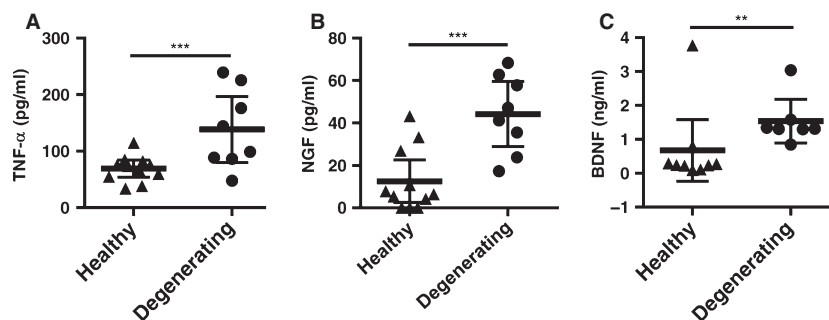 A
TNF-α (pg/ml)
300
200
100
0
***
Healthy
Degenerating
B
NGF (pg/ml)
80
60
40
20
0
***
Healthy
Degenerating
C
BDNF (ng/ml)
4
3
2
1
0
−1
**
Healthy
Degenerating